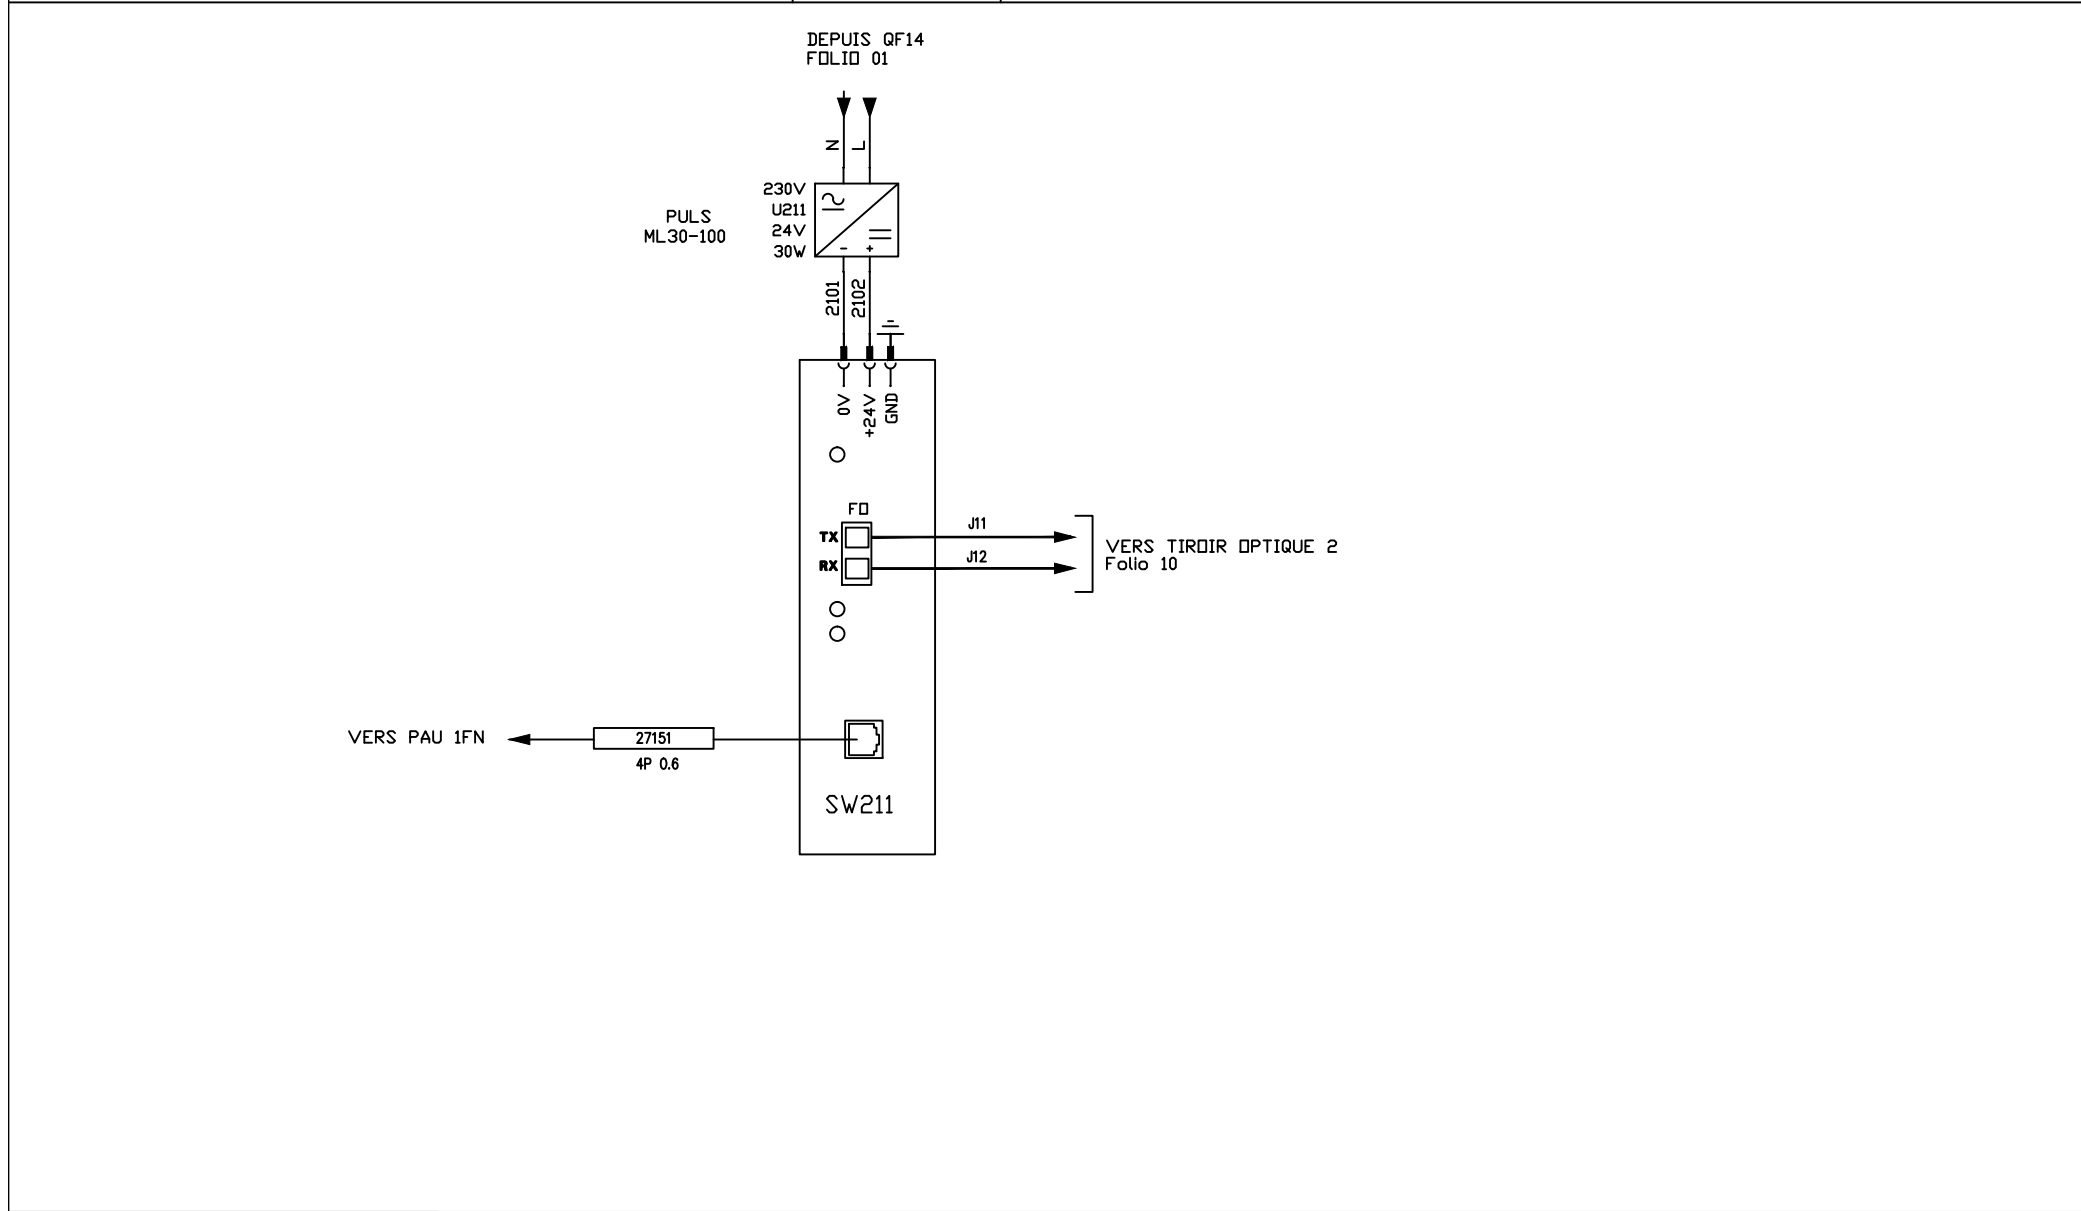 DEPUIS QF14
FOLIO 01
N
L
230V
U211
24V
30W
PULS
ML30-100
- +
2101
2102
0V
+24V
GND
FO
TX
RX
J11
J12
VERS TIROIR OPTIQUE 2
Folio 10
VERS PAU 1FN
27151
4P 0.6
SW211